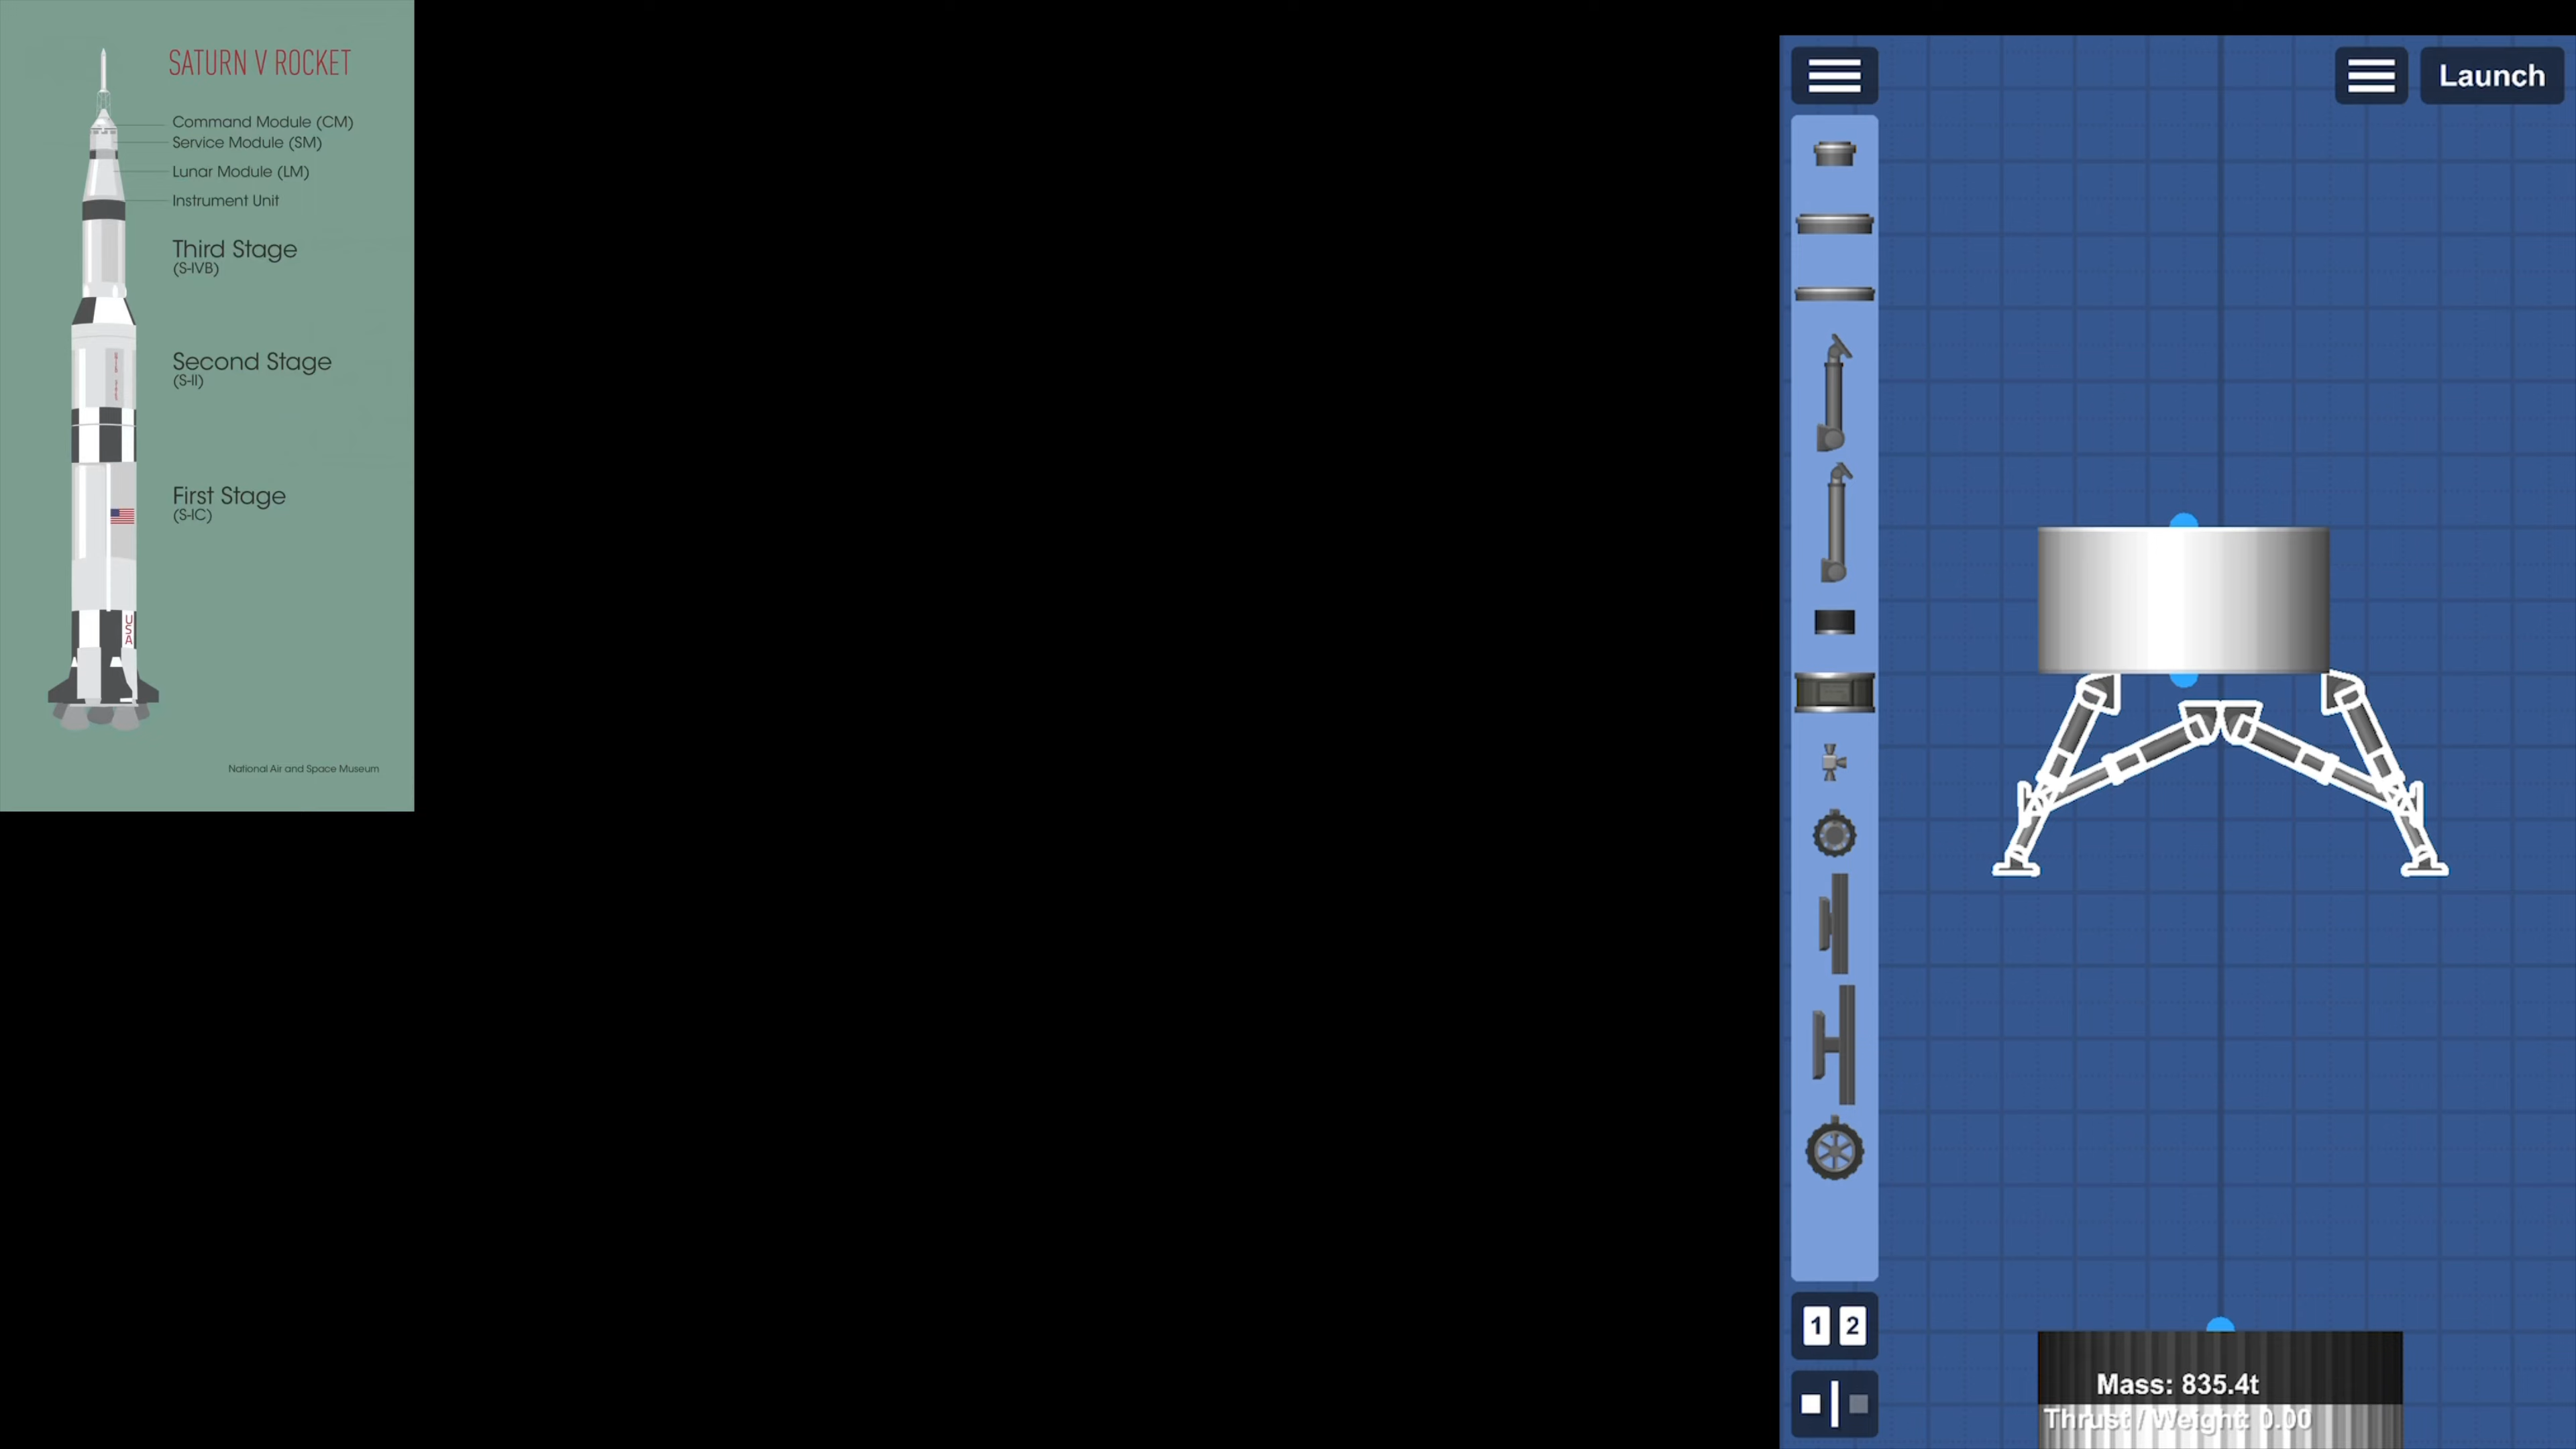 SATURN V ROCKET
Command Module (CM)
Service Module (SM)
Lunar Module (LM)
Instrument Unit
Third Stage
(S-IVB)
Second Stage
(S-II)
First Stage
(S-IC)
USA
National Air and Space Museum
Launch
1 2
Mass: 835.4t
Thrust / Weight: 0.00